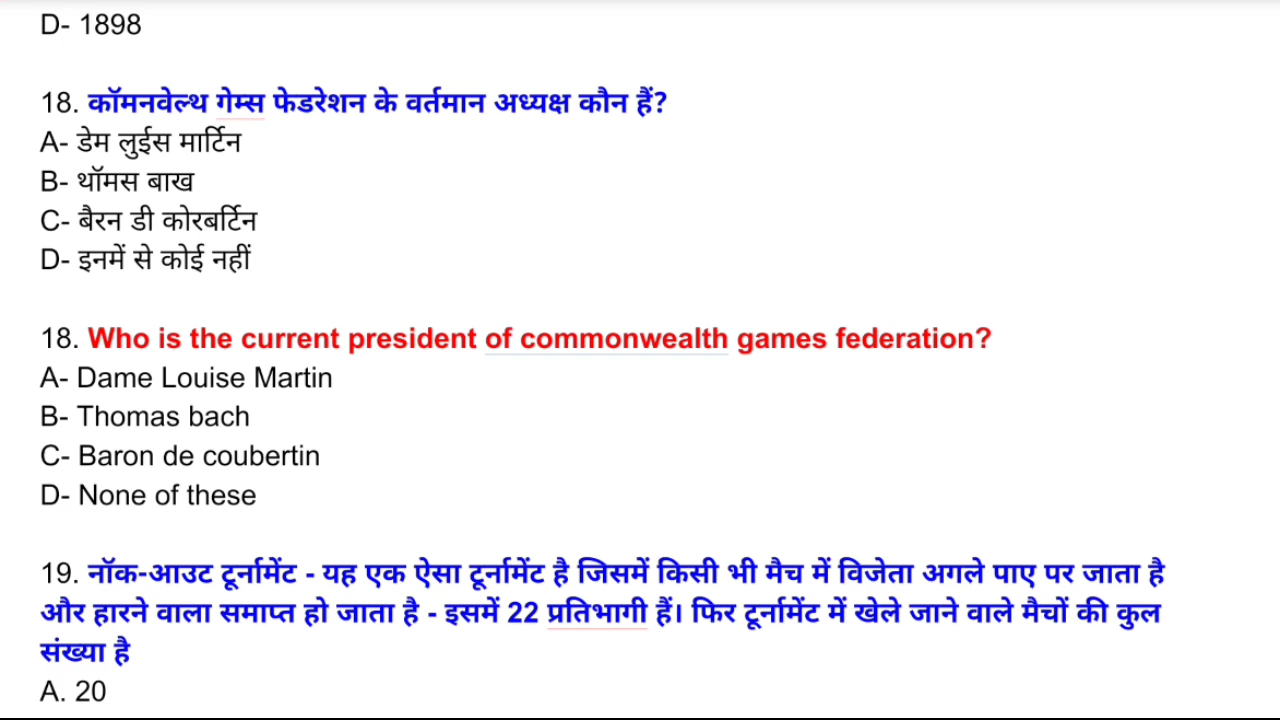 D- 1898
18. कॉमनवेल्थ गेम्स फेडरेशन के वर्तमान अध्यक्ष कौन हैं?
A- डेम लुईस मार्टिन
B- थॉमस बाख
C- बैरन डी कोरबर्टिन
D- इनमें से कोई नहीं
18. Who is the current president of commonwealth games federation?
A- Dame Louise Martin
B- Thomas bach
C- Baron de coubertin
D- None of these
19. नॉक-आउट टूर्नामेंट - यह एक ऐसा टूर्नामेंट है जिसमें किसी भी मैच में विजेता अगले पाए पर जाता है
और हारने वाला समाप्त हो जाता है - इसमें 22 प्रतिभागी हैं। फिर टूर्नामेंट में खेले जाने वाले मैचों की कुल
संख्या है
A. 20